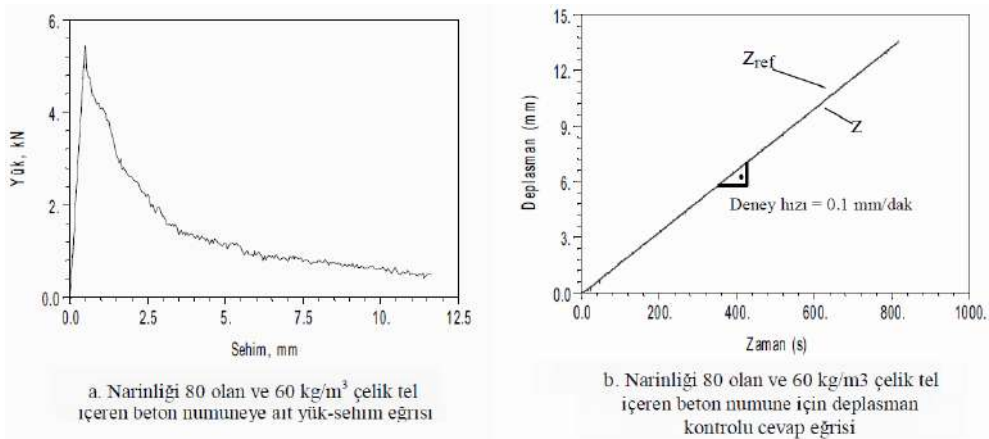 6.
4.
2.
0.0
Yük, kN
0.0 2.5 5. 7.5 10. 12.5
Sehim, mm
a. Narinliği 80 olan ve 60 kg/m³ çelik tel
içeren beton numuneye ait yük-sehim eğrisi
15.
12.
9.
6.
3.
0.0
Deplasman (mm)
Zref
Z
Deney hızı = 0.1 mm/dak
0.0 200. 400. 600. 800. 1000.
Zaman (s)
b. Narinliği 80 olan ve 60 kg/m3 çelik tel
içeren beton numune için deplasman
kontrolu cevap eğrisi